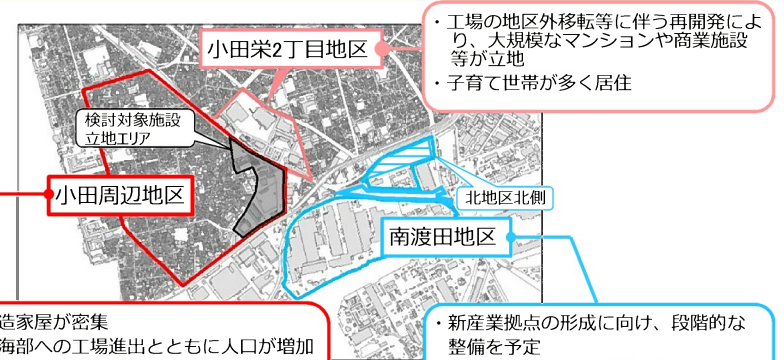 ・工場の地区外移転等に伴う再開発によ
り、大規模なマンションや商業施設
等が立地
・子育て世帯が多く居住
小田栄2丁目地区
検討対象施設
立地エリア
小田周辺地区
北地区北側
南渡田地区
造家屋が密集
海部への工場進出とともに人口が増加
・新産業拠点の形成に向け、段階的な
整備を予定